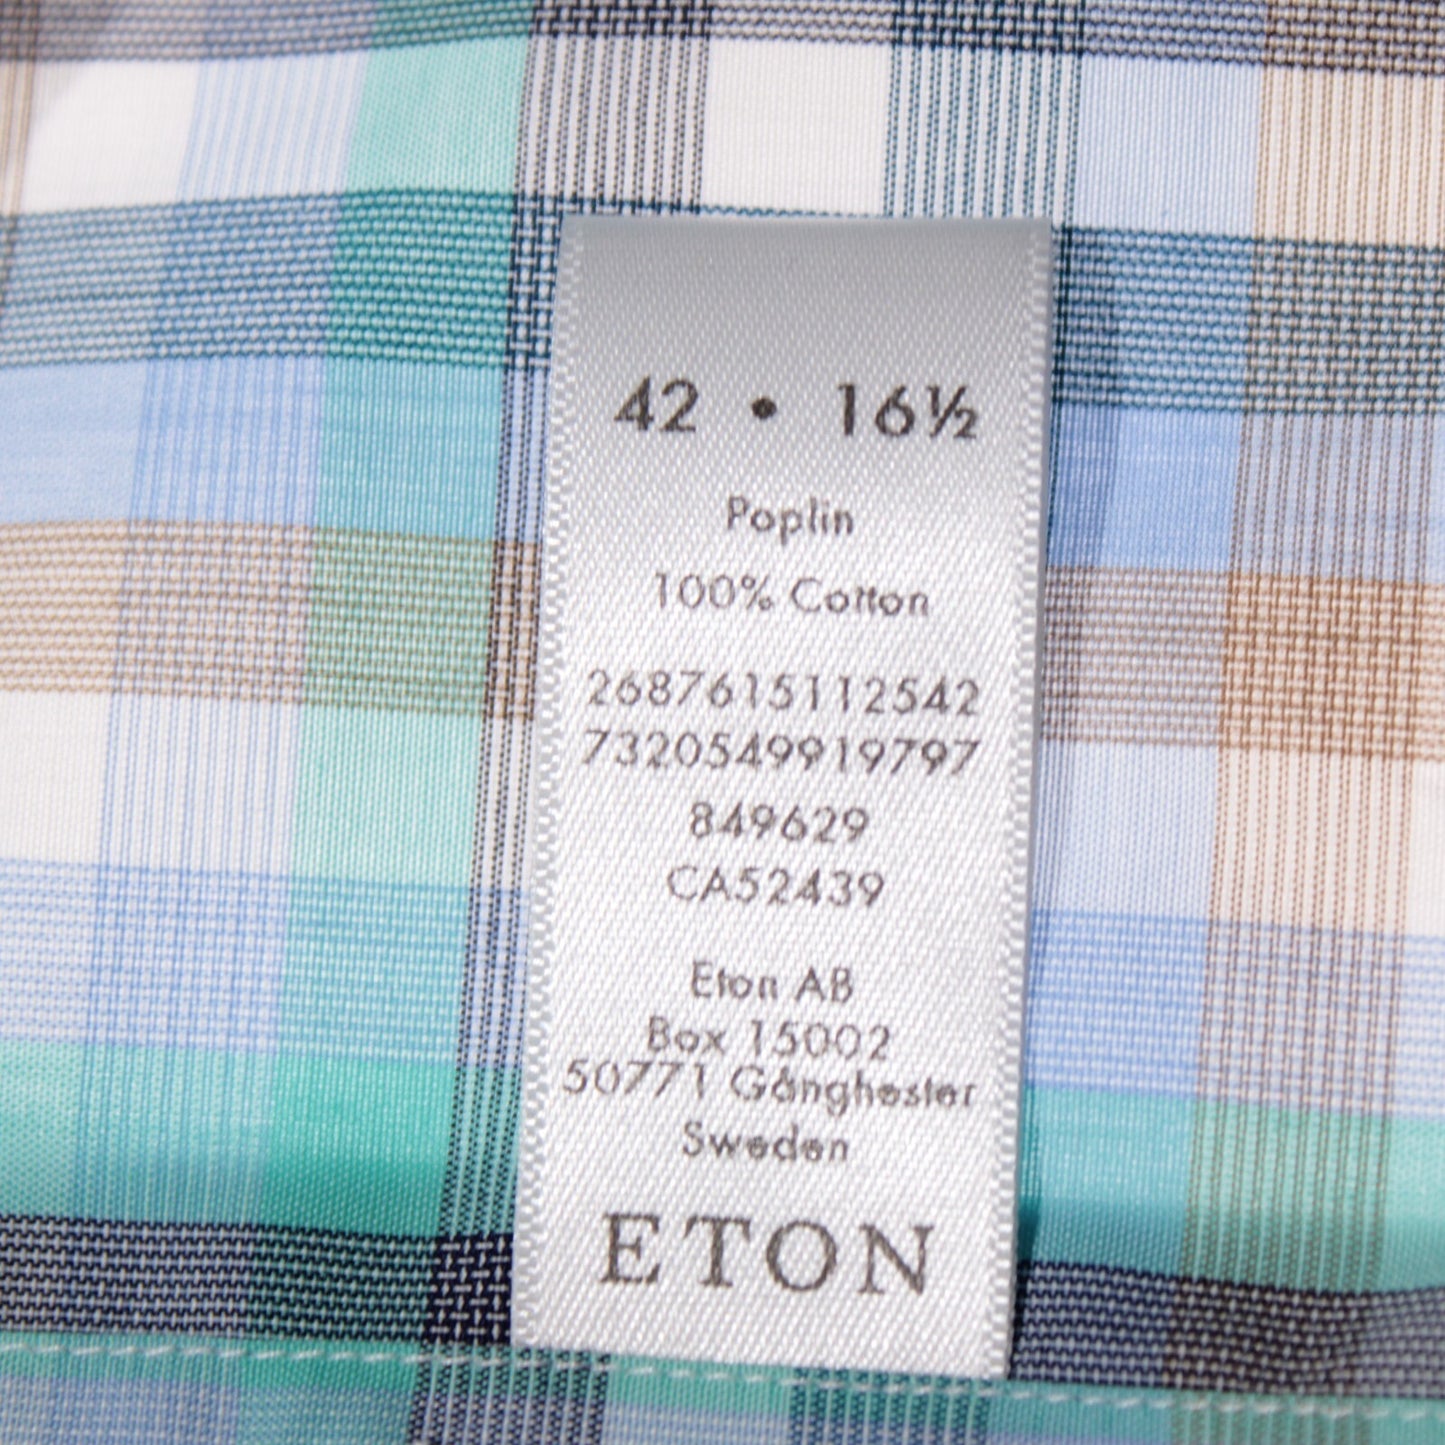 42 • 16½
Poplin
100% Cotton
2687615112542
7320549919797
849629
CA52439
Eton AB
Box 15002
50771 Gånghester
Sweden
ETON